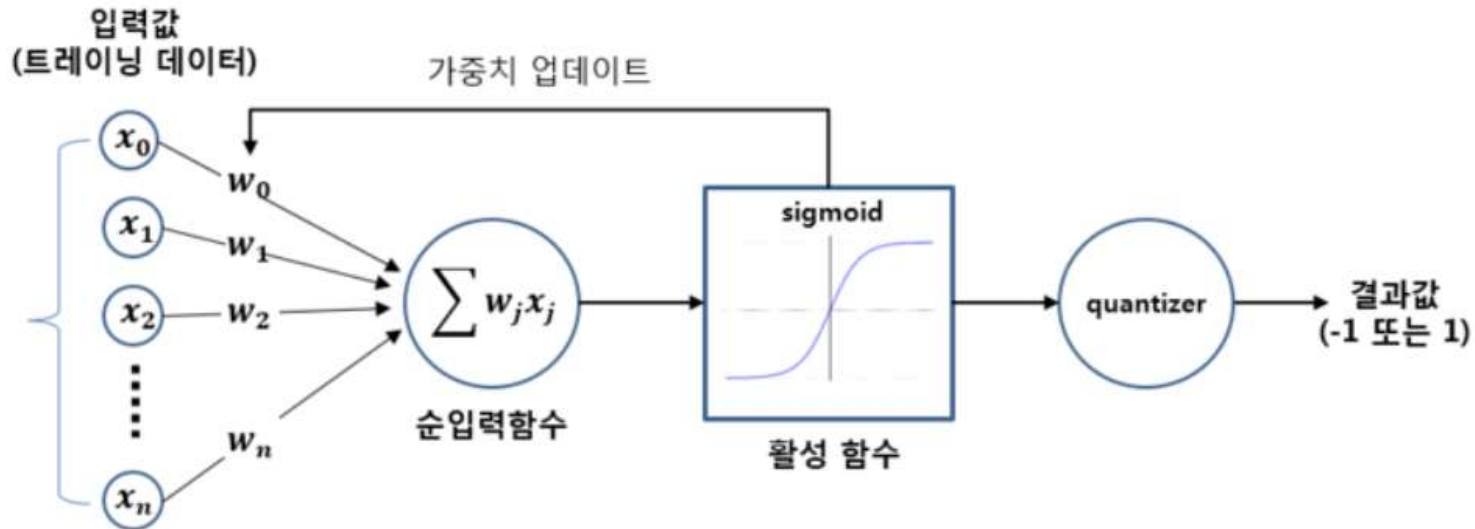 입력값
(트레이닝 데이터)
가중치 업데이트
x₀
w₀
x₁
w₁
x₂
w₂
xₙ
wₙ
∑ wⱼxⱼ
순입력함수
sigmoid
활성 함수
quantizer
결과값
(-1 또는 1)